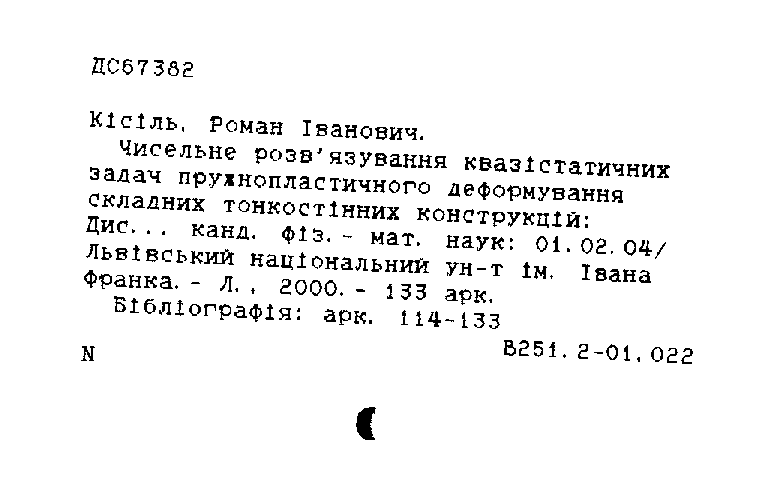 ДС67382
Кісіль, Роман Іванович.
Чисельне розв'язування квазістатичних
задач пружнопластичного деформування
складних тонкостінних конструкцій:
Дис... канд. фіз.- мат. наук: 01.02.04/
Львівський національний ун-т ім. Івана
Франка.- Л., 2000.- 133 арк.
Бібліографія: арк. 114-133
N
В251.2-01.022